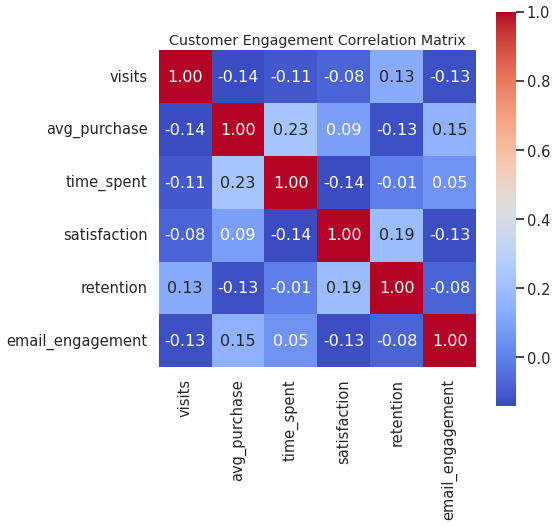 Customer Engagement Correlation Matrix
visits 1.00 -0.14 -0.11 -0.08 0.13 -0.13
avg_purchase -0.14 1.00 0.23 0.09 -0.13 0.15
time_spent -0.11 0.23 1.00 -0.14 -0.01 0.05
satisfaction -0.08 0.09 -0.14 1.00 0.19 -0.13
retention 0.13 -0.13 -0.01 0.19 1.00 -0.08
email_engagement -0.13 0.15 0.05 -0.13 -0.08 1.00
visits
avg_purchase
time_spent
satisfaction
retention
email_engagement
1.0
0.8
0.6
0.4
0.2
0.0